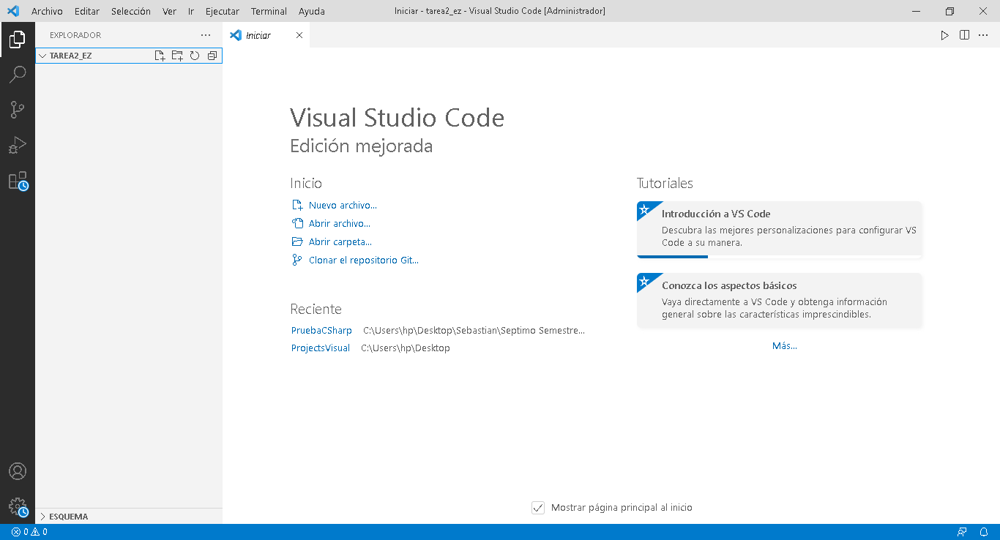 Archivo Editar Selección Ver Ir Ejecutar Terminal Ayuda Iniciar - tarea2_ez - Visual Studio Code [Administrador]
EXPLORADOR
Iniciar
TAREA2_EZ
Visual Studio Code
Edición mejorada
Inicio
Nuevo archivo...
Abrir archivo...
Abrir carpeta...
Clonar el repositorio Git...
Reciente
PruebaCSharp C:\Users\hp\Desktop\Sebastian\Septimo Semestre...
ProjectsVisual C:\Users\hp\Desktop
Tutoriales
Introducción a VS Code
Descubra las mejores personalizaciones para configurar VS
Code a su manera.
Conozca los aspectos básicos
Vaya directamente a VS Code y obtenga información
general sobre las características imprescindibles.
Más...
Mostrar página principal al inicio
ESQUEMA
0 0